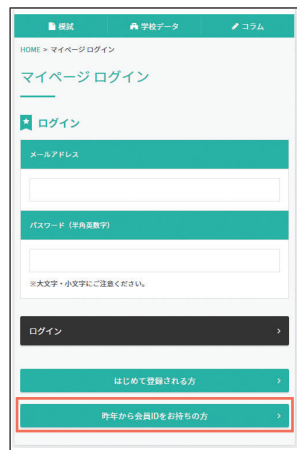 模試 学校データ コラム
HOME > マイページ ログイン
マイページ ログイン
ログイン
メールアドレス
パスワード（半角英数字）
※大文字・小文字にご注意ください。
ログイン
はじめて登録される方
昨年から会員IDをお持ちの方